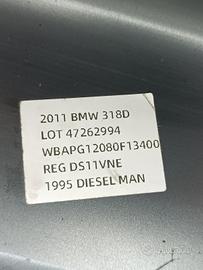 2011 BMW 318D
LOT 47262994
WBAPG12080F13400
REG DS11VNE
1995 DIESEL MAN